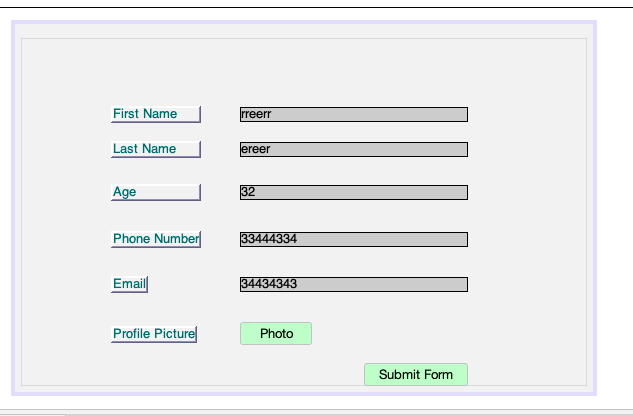 First Name rreerr
Last Name ereer
Age 32
Phone Number 33444334
Email 34434343
Profile Picture Photo
Submit Form